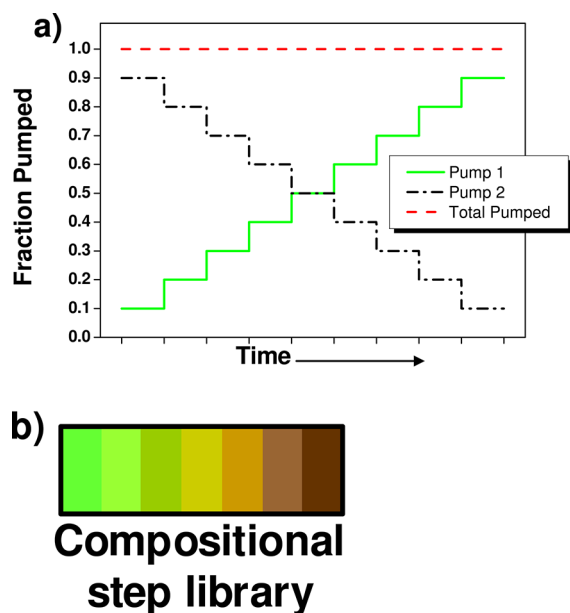 a)
1.0
0.9
0.8
0.7
0.6
0.5
0.4
0.3
0.2
0.1
0.0
Fraction Pumped
Pump 1
Pump 2
Total Pumped
Time
b)
Compositional
step library